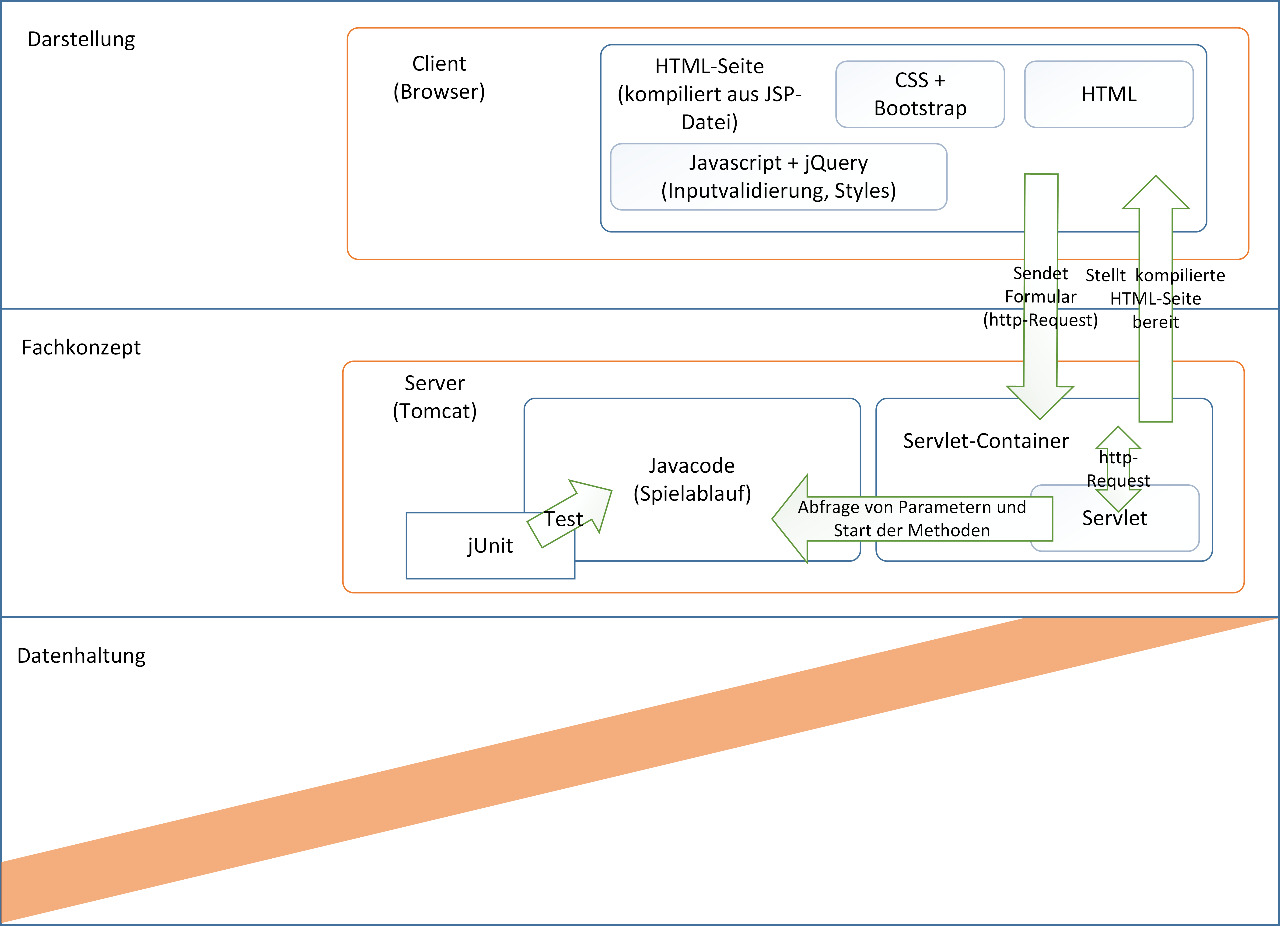 Darstellung
Client
(Browser)
HTML-Seite
(kompiliert aus JSP-
Datei)
CSS +
Bootstrap
HTML
Javascript + jQuery
(Inputvalidierung, Styles)
Sendet
Formular
(http-Request)
Stellt kompilierte
HTML-Seite
bereit
Fachkonzept
Server
(Tomcat)
Javacode
(Spielablauf)
Servlet-Container
http-
Request
Abfrage von Parametern und
Start der Methoden
Servlet
Test
jUnit
Datenhaltung